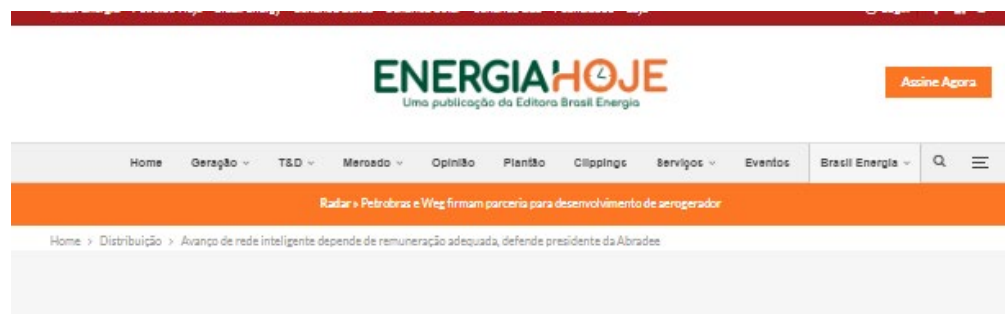 ENERGIAHOJE
Uma publicação da Editora Brasil Energia
Assine Agora
Home Geração T&D Mercado Opinião Plantão Clippings Serviços Eventos Brasil Energia
Radar » Petrobras e Weg firmam parceria para desenvolvimento de aerogerador
Home > Distribuição > Avanço de rede inteligente depende de remuneração adequada, defende presidente da Abradee